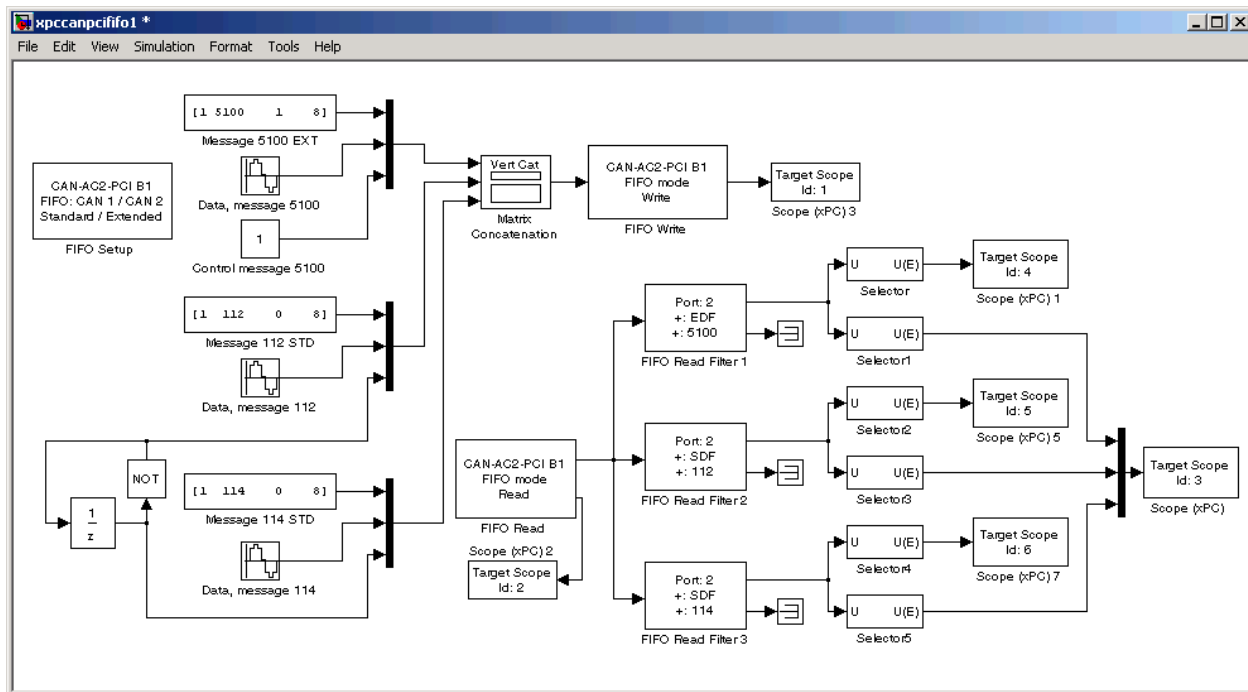 xpccanpcififo1 *
File Edit View Simulation Format Tools Help
[1 5100 1 8]
Message 5100 EXT
Data, message 5100
1
Control message 5100
CAN-AC2-PCI B1
FIFO: CAN 1 / CAN 2
Standard / Extended
FIFO Setup
[1 112 0 8]
Message 112 STD
Data, message 112
NOT
1
z
[1 114 0 8]
Message 114 STD
Data, message 114
Vert Cat
Matrix
Concatenation
CAN-AC2-PCI B1
FIFO mode
Write
FIFO Write
Target Scope
Id: 1
Scope (xPC) 3
CAN-AC2-PCI B1
FIFO mode
Read
FIFO Read
Scope (xPC) 2
Target Scope
Id: 2
Port: 2
+: EDF
+: 5100
FIFO Read Filter 1
U U(E)
Selector
Target Scope
Id: 4
Scope (xPC) 1
U U(E)
Selector1
Port: 2
+: SDF
+: 112
FIFO Read Filter 2
U U(E)
Selector2
Target Scope
Id: 5
Scope (xPC) 5
U U(E)
Selector3
Port: 2
+: SDF
+: 114
FIFO Read Filter 3
U U(E)
Selector4
Target Scope
Id: 6
Scope (xPC) 7
U U(E)
Selector5
Target Scope
Id: 3
Scope (xPC)